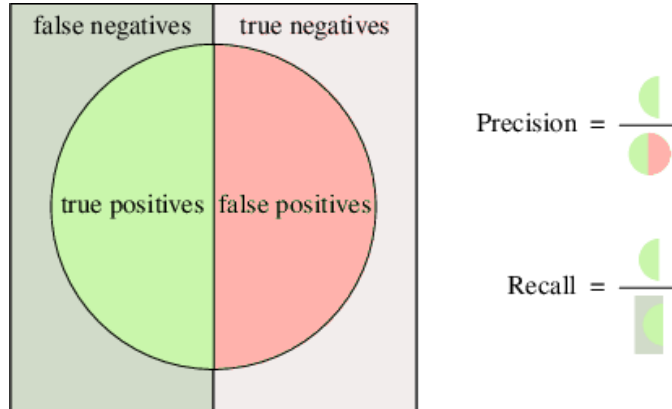 false negatives
true negatives
true positives
false positives
Precision =
Recall =